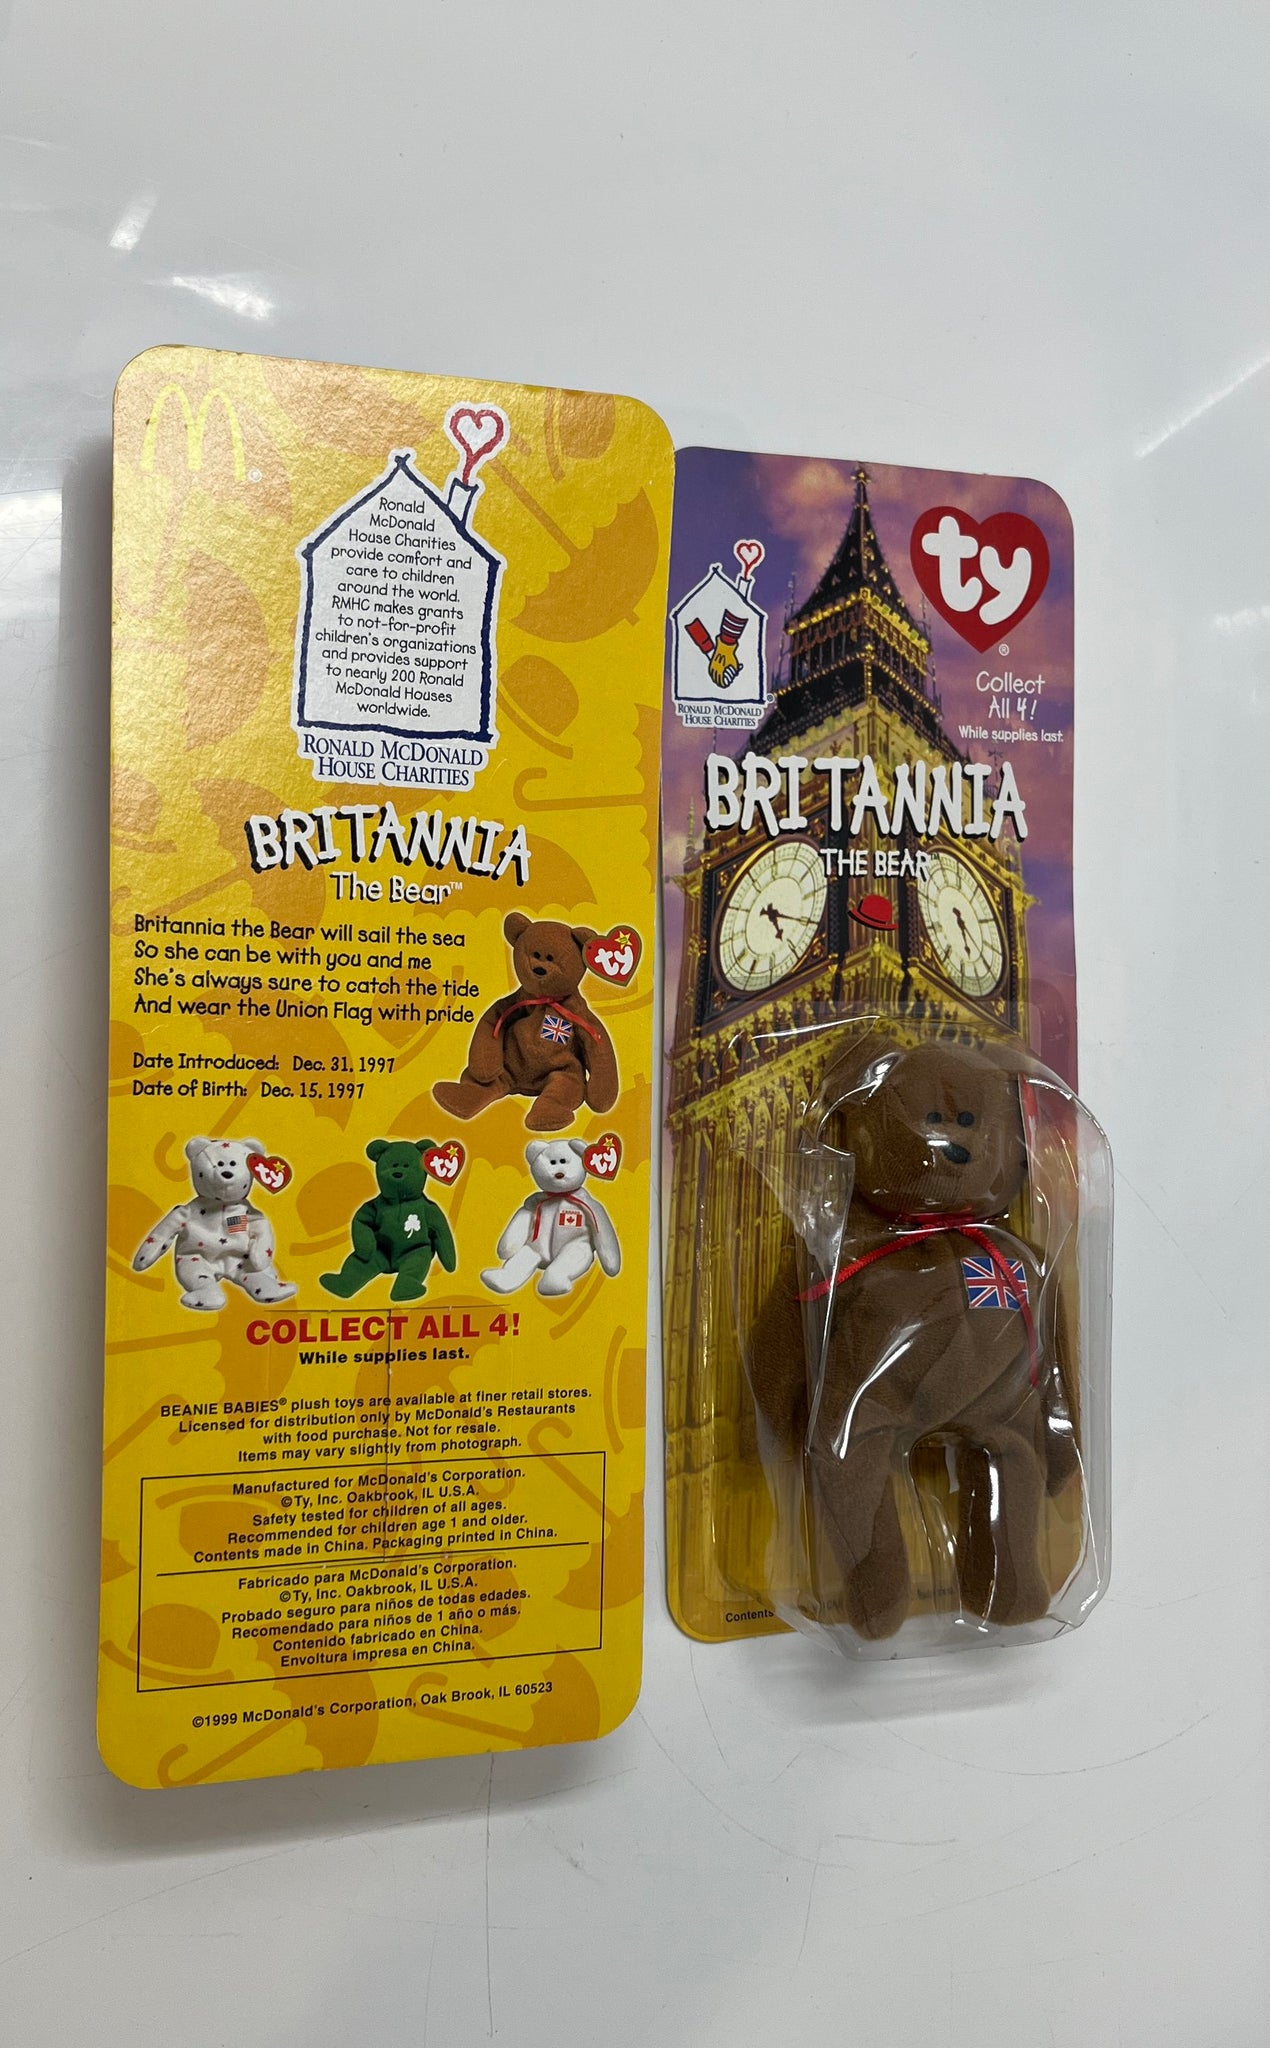 Ronald
McDonald
House Charities
provide comfort and
care to children
around the world.
RMHC makes grants
to not-for-profit
children's organizations
and provides support
to nearly 200 Ronald
McDonald Houses
worldwide.
RONALD MCDONALD
HOUSE CHARITIES
BRITANNIA
The Bear™
Britannia the Bear will sail the sea
So she can be with you and me
She's always sure to catch the tide
And wear the Union Flag with pride
Date Introduced: Dec. 31, 1997
Date of Birth: Dec. 15, 1997
ty
ty
ty
ty
CANADA
COLLECT ALL 4!
While supplies last.
BEANIE BABIES® plush toys are available at finer retail stores.
Licensed for distribution only by McDonald's Restaurants
with food purchase. Not for resale.
Items may vary slightly from photograph.
Manufactured for McDonald's Corporation.
©Ty, Inc. Oakbrook, IL U.S.A.
Safety tested for children of all ages.
Recommended for children age 1 and older.
Contents made in China. Packaging printed in China.
Fabricado para McDonald's Corporation.
©Ty, Inc. Oakbrook, IL U.S.A.
Probado seguro para niños de todas edades.
Recomendado para niños de 1 año o más.
Contenido fabricado en China.
Envoltura impresa en China.
©1999 McDonald's Corporation, Oak Brook, IL 60523
ty®
RONALD MCDONALD
HOUSE CHARITIES®
Collect
All 4!
While supplies last.
BRITANNIA
THE BEAR
Contents